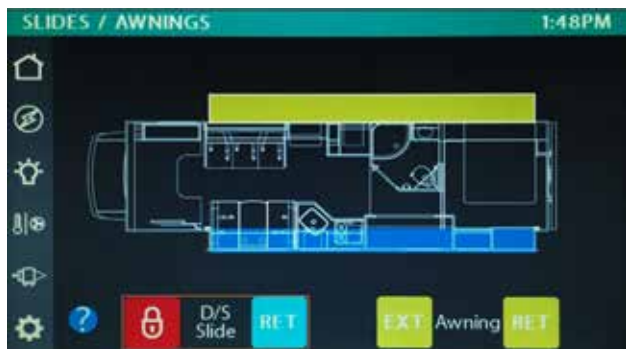 SLIDES / AWNINGS
1:48PM
?
D/S
Slide
RET
EXT
Awning
RET